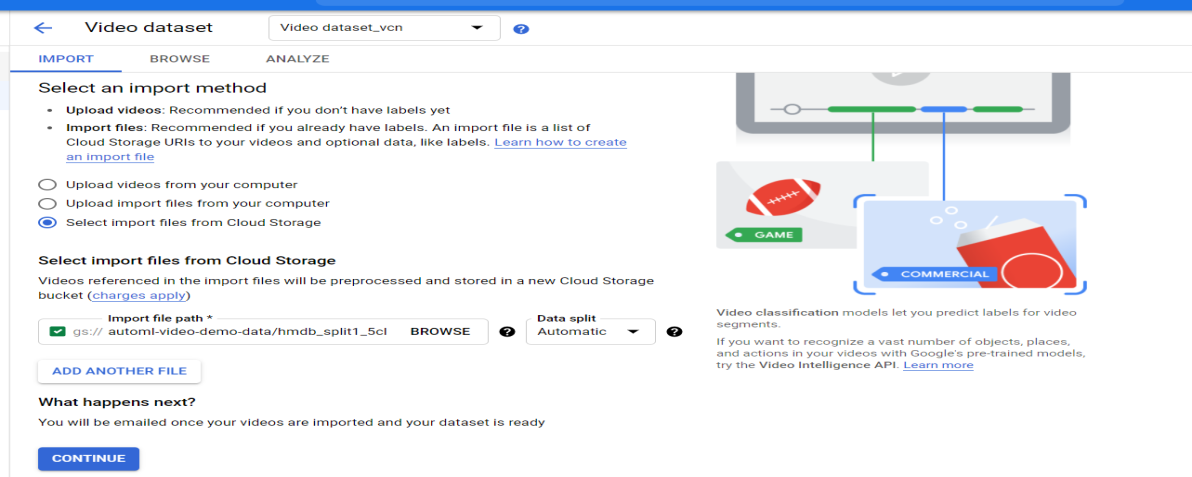 Video dataset
Video dataset_vcn
IMPORT BROWSE ANALYZE
Select an import method
• Upload videos: Recommended if you don't have labels yet
• Import files: Recommended if you already have labels. An import file is a list of
Cloud Storage URIs to your videos and optional data, like labels. Learn how to create
an import file
Upload videos from your computer
Upload import files from your computer
Select import files from Cloud Storage
Select import files from Cloud Storage
Videos referenced in the import files will be preprocessed and stored in a new Cloud Storage
bucket (charges apply)
Import file path *
gs:// automl-video-demo-data/hmdb_split1_5cl BROWSE
Data split
Automatic
ADD ANOTHER FILE
What happens next?
You will be emailed once your videos are imported and your dataset is ready
CONTINUE
GAME
COMMERCIAL
Video classification models let you predict labels for video
segments.
If you want to recognize a vast number of objects, places,
and actions in your videos with Google's pre-trained models,
try the Video Intelligence API. Learn more